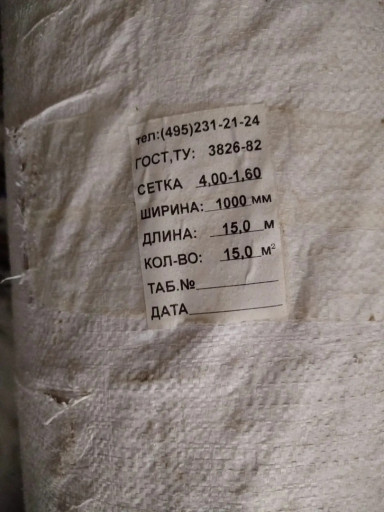 тел:(495)231-21-24
ГОСТ,ТУ: 3826-82
СЕТКА 4,00-1,60
ШИРИНА: 1000 мм
ДЛИНА: 15,0 м
КОЛ-ВО: 15,0 м²
ТАБ.№
ДАТА